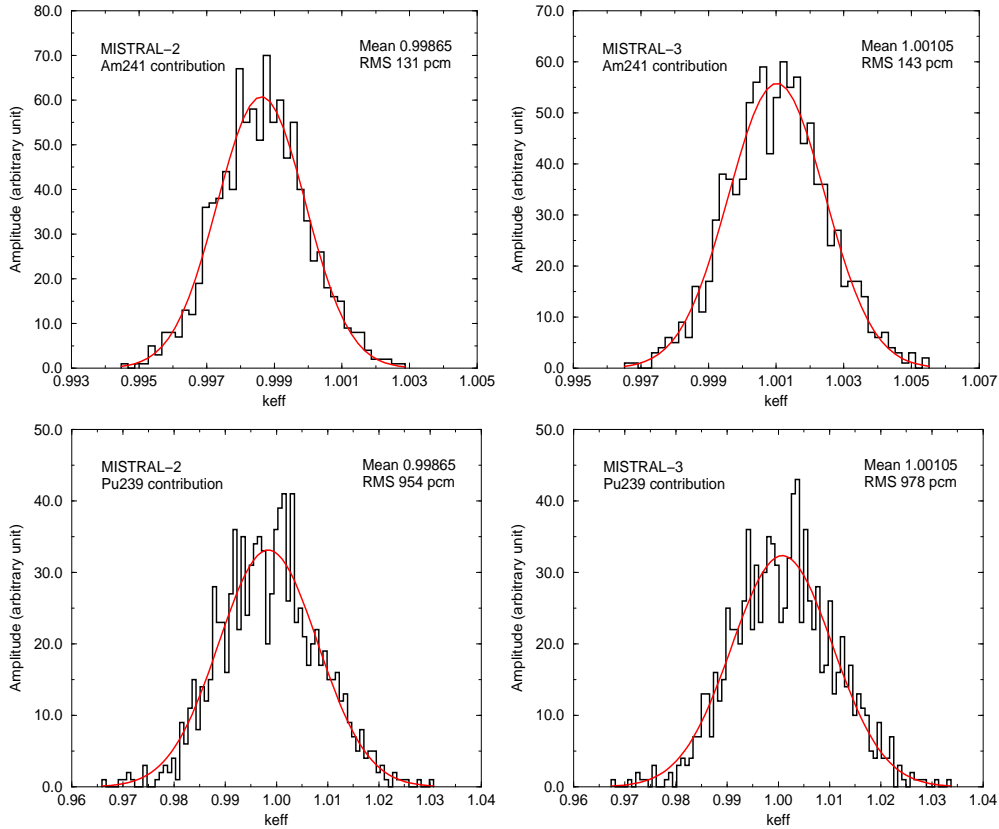 MISTRAL-2
Am241 contribution
Mean 0.99865
RMS 131 pcm
Amplitude (arbitrary unit)
80.0
70.0
60.0
50.0
40.0
30.0
20.0
10.0
0.0
0.993
0.995
0.997
0.999
1.001
1.003
1.005
keff
MISTRAL-3
Am241 contribution
Mean 1.00105
RMS 143 pcm
Amplitude (arbitrary unit)
70.0
60.0
50.0
40.0
30.0
20.0
10.0
0.0
0.995
0.997
0.999
1.001
1.003
1.005
1.007
keff
MISTRAL-2
Pu239 contribution
Mean 0.99865
RMS 954 pcm
Amplitude (arbitrary unit)
50.0
40.0
30.0
20.0
10.0
0.0
0.96
0.97
0.98
0.99
1.00
1.01
1.02
1.03
1.04
keff
MISTRAL-3
Pu239 contribution
Mean 1.00105
RMS 978 pcm
Amplitude (arbitrary unit)
50.0
40.0
30.0
20.0
10.0
0.0
0.96
0.97
0.98
0.99
1.00
1.01
1.02
1.03
1.04
keff